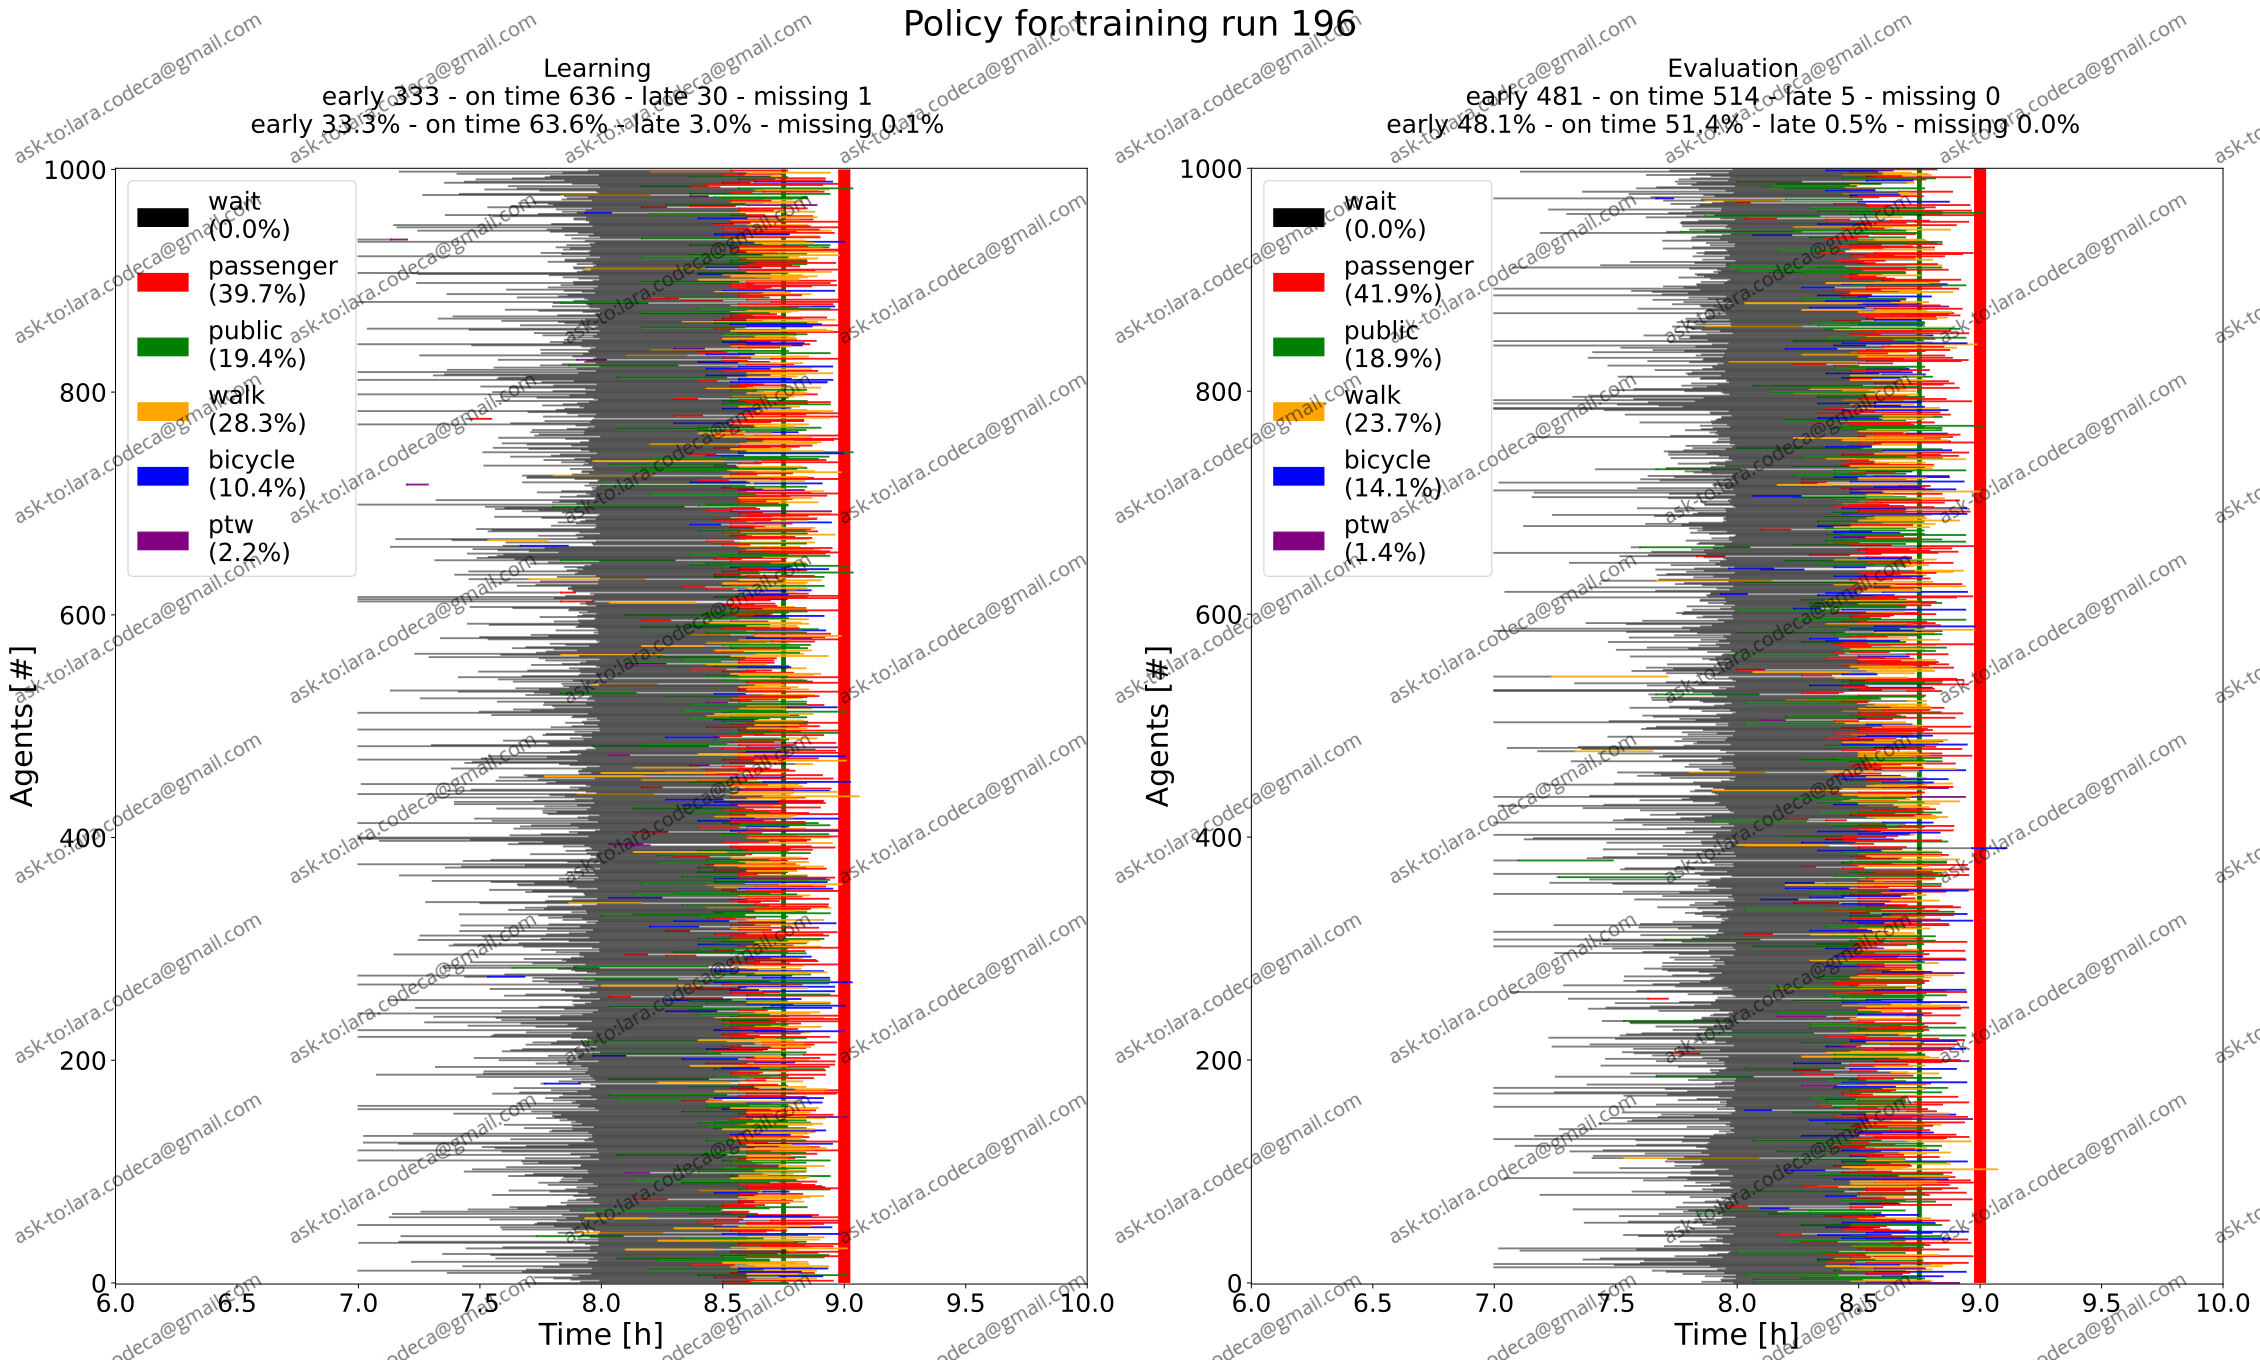 Policy for training run 196
Learning
early 333 - on time 636 - late 30 - missing 1
early 33.3% - on time 63.6% - late 3.0% - missing 0.1%
1000
800
600
400
200
0
Agents [#]
wait
(0.0%)
passenger
(39.7%)
public
(19.4%)
walk
(28.3%)
bicycle
(10.4%)
ptw
(2.2%)
6.0 6.5 7.0 7.5 8.0 8.5 9.0 9.5 10.0
Time [h]
Evaluation
early 481 - on time 514 - late 5 - missing 0
early 48.1% - on time 51.4% - late 0.5% - missing 0.0%
1000
800
600
400
200
0
Agents [#]
wait
(0.0%)
passenger
(41.9%)
public
(18.9%)
walk
(23.7%)
bicycle
(14.1%)
ptw
(1.4%)
6.0 6.5 7.0 7.5 8.0 8.5 9.0 9.5 10.0
Time [h]
ask-to:lara.codeca@gmail.com